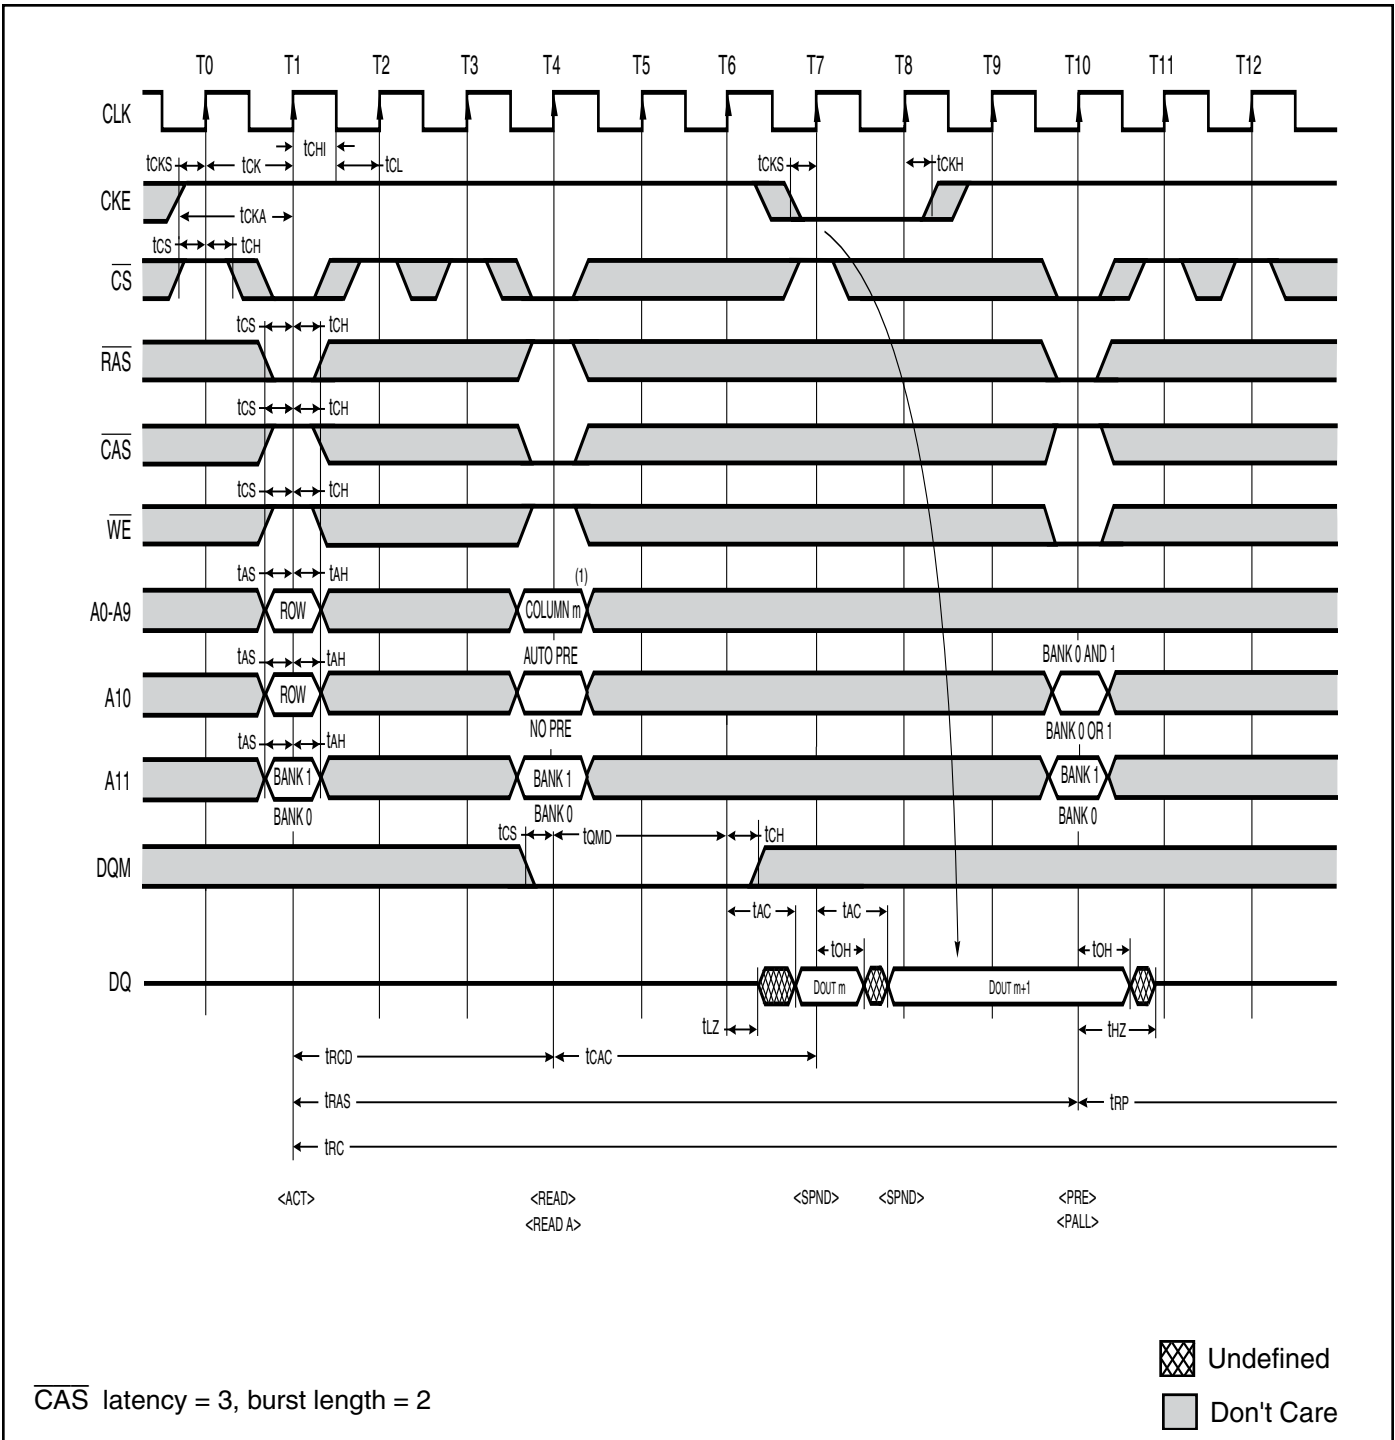 T0 T1 T2 T3 T4 T5 T6 T7 T8 T9 T10 T11 T12
CLK
tCHI
tCKS tCK tCL tCKS tCKH
CKE
tCKA
tCS tCH
CS
tCS tCH
RAS
tCS tCH
CAS
tCS tCH
WE
tAS tAH (1)
A0-A9 ROW COLUMN m
tAS tAH AUTO PRE BANK 0 AND 1
A10 ROW
NO PRE BANK 0 OR 1
tAS tAH
A11 BANK 1 BANK 1 BANK 1
BANK 0 BANK 0 BANK 0
tCS tQMD tCH
DQM
tAC tAC
tOH tOH
DQ DOUT m DOUT m+1
tLZ tHZ
tRCD tCAC
tRAS tRP
tRC
<ACT> <READ> <SPND> <SPND> <PRE>
<READ A> <PALL>
Undefined
CAS latency = 3, burst length = 2
Don't Care